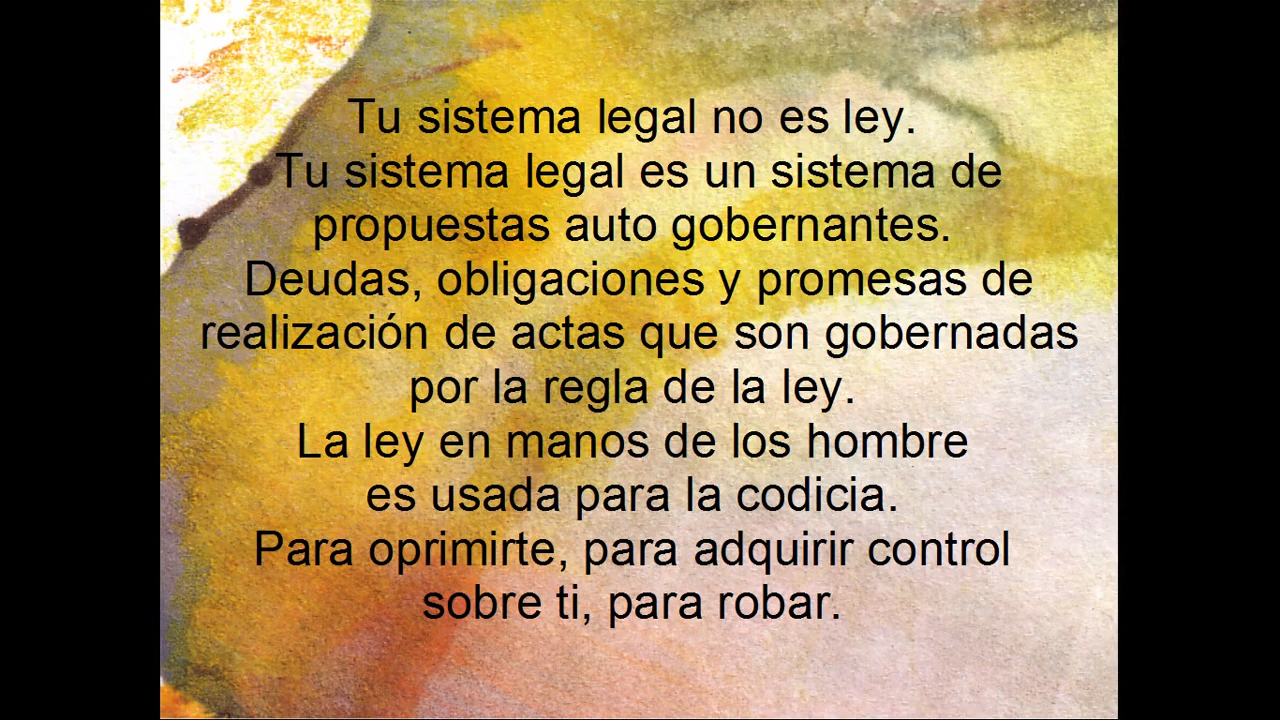 Tu sistema legal no es ley.
Tu sistema legal es un sistema de
propuestas auto gobernantes.
Deudas, obligaciones y promesas de
realización de actas que son gobernadas
por la regla de la ley.
La ley en manos de los hombre
es usada para la codicia.
Para oprimirte, para adquirir control
sobre ti, para robar.